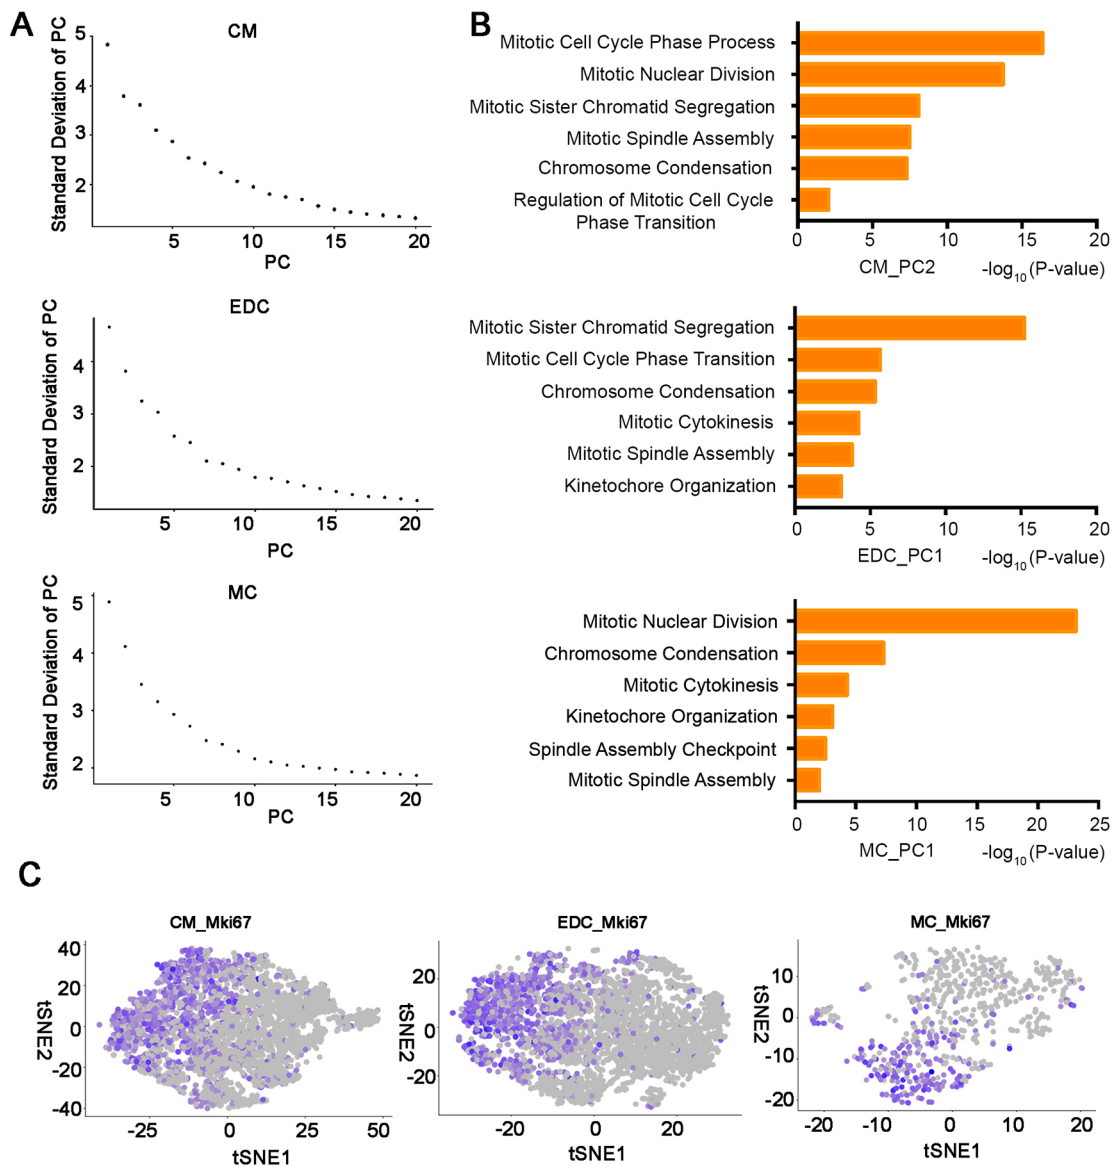 A
CM
Standard Deviation of PC
5
4
3
2
5
10
15
20
PC
EDC
Standard Deviation of PC
4
3
2
5
10
15
20
PC
MC
Standard Deviation of PC
5
4
3
2
5
10
15
20
PC
B
Mitotic Cell Cycle Phase Process
Mitotic Nuclear Division
Mitotic Sister Chromatid Segregation
Mitotic Spindle Assembly
Chromosome Condensation
Regulation of Mitotic Cell Cycle
Phase Transition
0
5
10
15
20
CM_PC2
-log10(P-value)
Mitotic Sister Chromatid Segregation
Mitotic Cell Cycle Phase Transition
Chromosome Condensation
Mitotic Cytokinesis
Mitotic Spindle Assembly
Kinetochore Organization
0
5
10
15
20
EDC_PC1
-log10(P-value)
Mitotic Nuclear Division
Chromosome Condensation
Mitotic Cytokinesis
Kinetochore Organization
Spindle Assembly Checkpoint
Mitotic Spindle Assembly
0
5
10
15
20
25
MC_PC1
-log10(P-value)
C
CM_Mki67
tSNE2
40
20
0
-20
-40
-25
0
25
50
tSNE1
EDC_Mki67
tSNE2
20
0
-20
-20
0
20
tSNE1
MC_Mki67
tSNE2
10
0
-10
-20
-20
-10
0
10
20
tSNE1